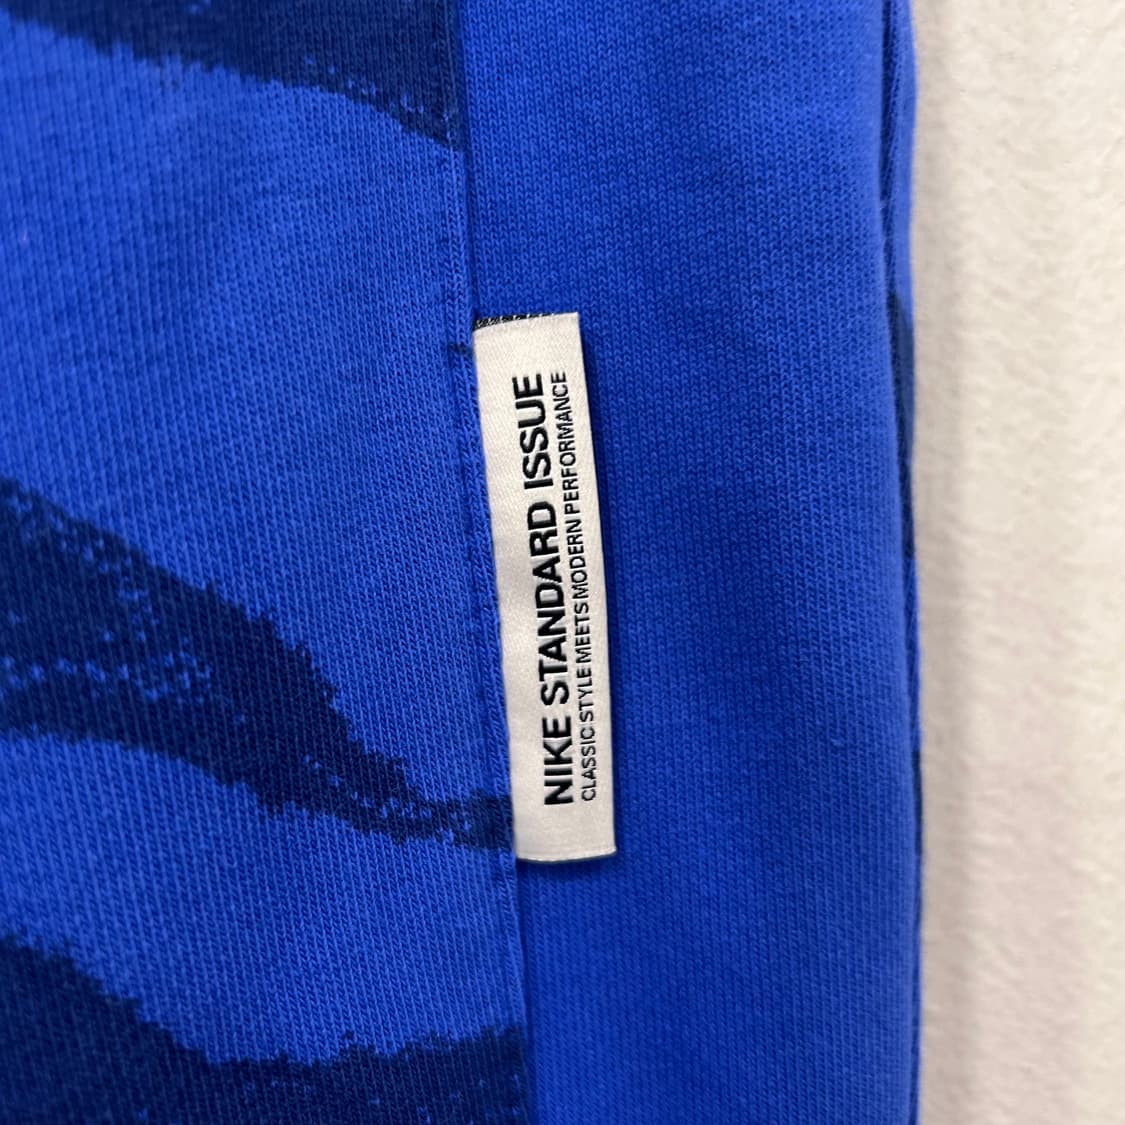 NIKE STANDARD ISSUE
CLASSIC STYLE MEETS MODERN PERFORMANCE